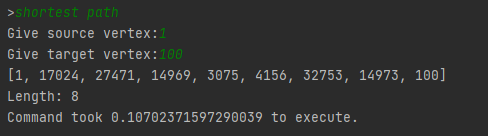 >shortest path
Give source vertex:1
Give target vertex:100
[1, 17024, 27471, 14969, 3075, 4156, 32753, 14973, 100]
Length: 8
Command took 0.10702371597290039 to execute.